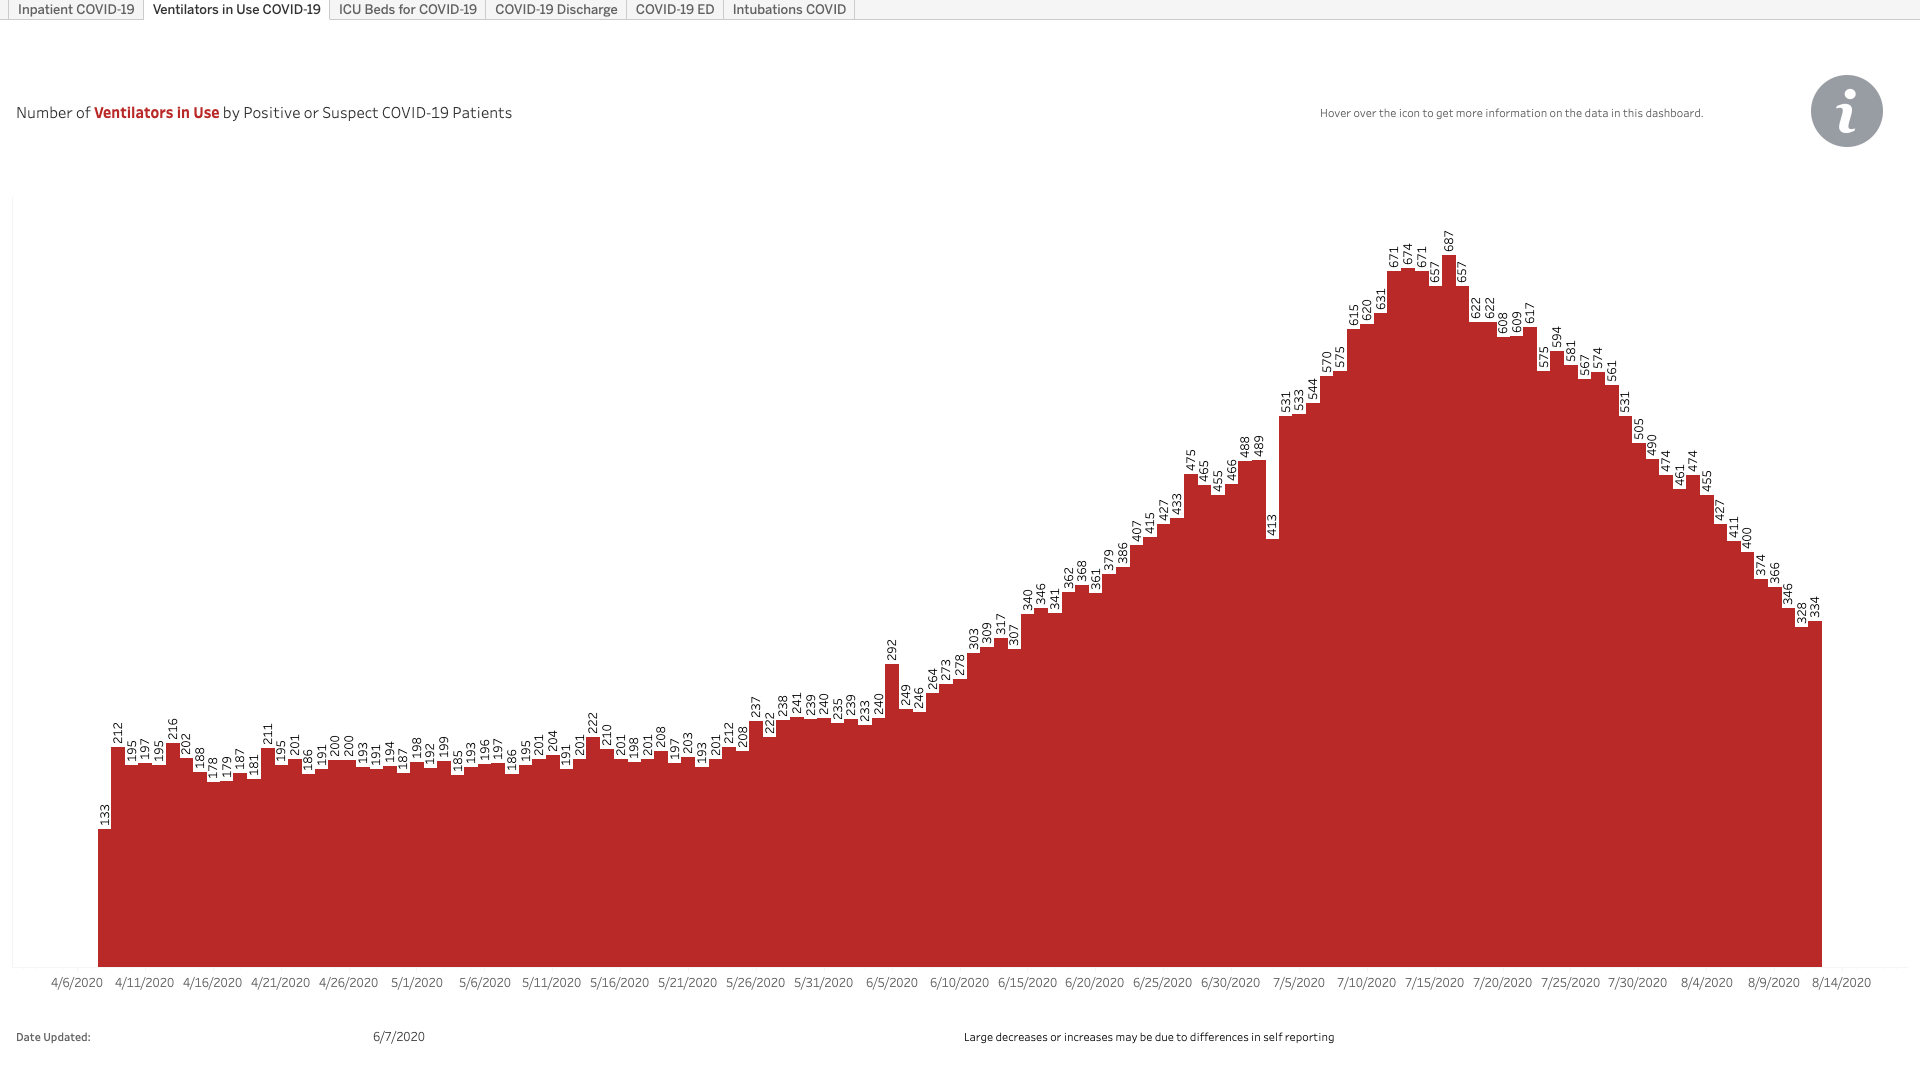 Inpatient COVID-19 Ventilators in Use COVID-19 ICU Beds for COVID-19 COVID-19 Discharge COVID-19 ED Intubations COVID
Number of Ventilators in Use by Positive or Suspect COVID-19 Patients
Hover over the icon to get more information on the data in this dashboard.
i
133 212 195 197 195 216 202 188 178 179 187 181 211 195 201 186 191 200 200 193 191 194 187 198 192 199 185 193 196 197 186 195 201 204 191 201 222 210 201 198 201 208 197 203 193 201 212 208 237 222 238 241 239 240 235 239 233 240 292 249 246 264 273 278 303 309 317 307 340 346 341 362 368 361 379 386 407 415 427 433 475 465 455 466 488 489 413 531 533 544 570 575 615 620 631 671 674 671 657 687 657 622 622 608 609 617 575 594 581 567 574 561 531 505 490 474 461 474 455 427 411 400 374 366 346 328 334
4/6/2020 4/11/2020 4/16/2020 4/21/2020 4/26/2020 5/1/2020 5/6/2020 5/11/2020 5/16/2020 5/21/2020 5/26/2020 5/31/2020 6/5/2020 6/10/2020 6/15/2020 6/20/2020 6/25/2020 6/30/2020 7/5/2020 7/10/2020 7/15/2020 7/20/2020 7/25/2020 7/30/2020 8/4/2020 8/9/2020 8/14/2020
Date Updated: 6/7/2020
Large decreases or increases may be due to differences in self reporting